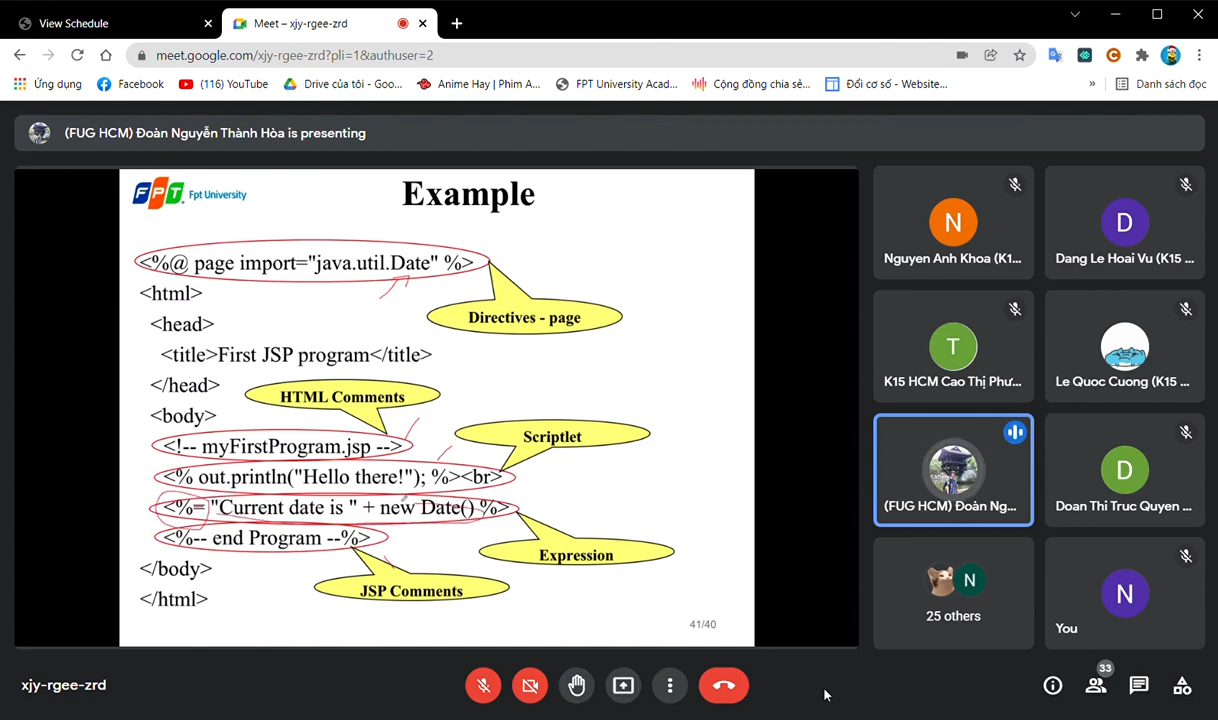 View Schedule
Meet – xjy-rgee-zrd
meet.google.com/xjy-rgee-zrd?pli=1&authuser=2
Ứng dụng
Facebook
(116) YouTube
Drive của tôi - Goo...
Anime Hay | Phim A...
FPT University Acad...
Cộng đồng chia sẻ...
Đổi cơ số - Website...
»
Danh sách đọc
(FUG HCM) Đoàn Nguyễn Thành Hòa is presenting
FPT Fpt University
Example
<%@ page import="java.util.Date" %>
<html>
<head>
Directives - page
<title>First JSP program</title>
</head>
HTML Comments
<body>
Scriptlet
<!-- myFirstProgram.jsp -->
<% out.println("Hello there!"); %><br>
<%= "Current date is " + new Date() %>
<%-- end Program --%>
Expression
</body>
JSP Comments
</html>
41/40
N
Nguyen Anh Khoa (K1...
D
Dang Le Hoai Vu (K15 ...
T
K15 HCM Cao Thị Phư...
Le Quoc Cuong (K15 ...
(FUG HCM) Đoàn Ng...
D
Doan Thi Truc Quyen ...
N
25 others
N
You
xjy-rgee-zrd
33